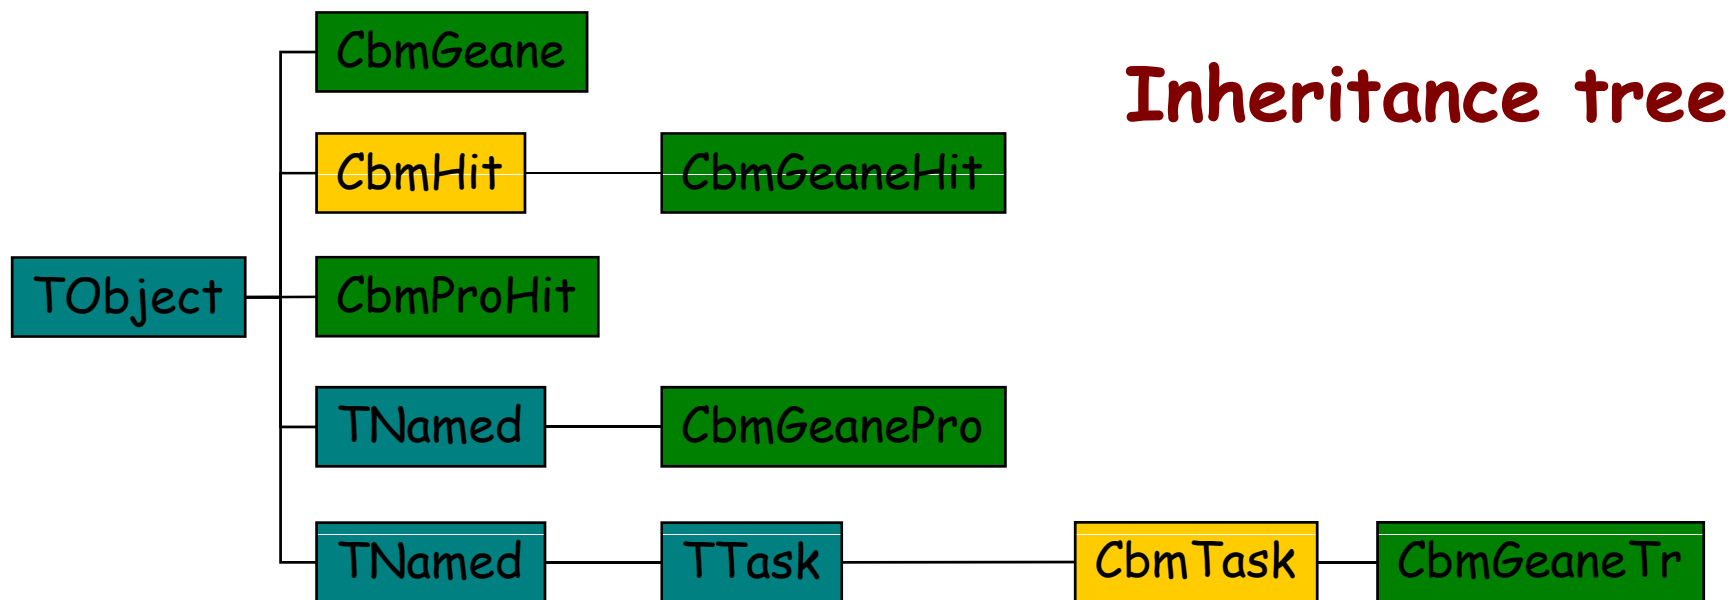 CbmGeane
Inheritance tree
CbmHit
CbmGeaneHit
TObject
CbmProHit
TNamed
CbmGeanePro
TNamed
TTask
CbmTask
CbmGeaneTr